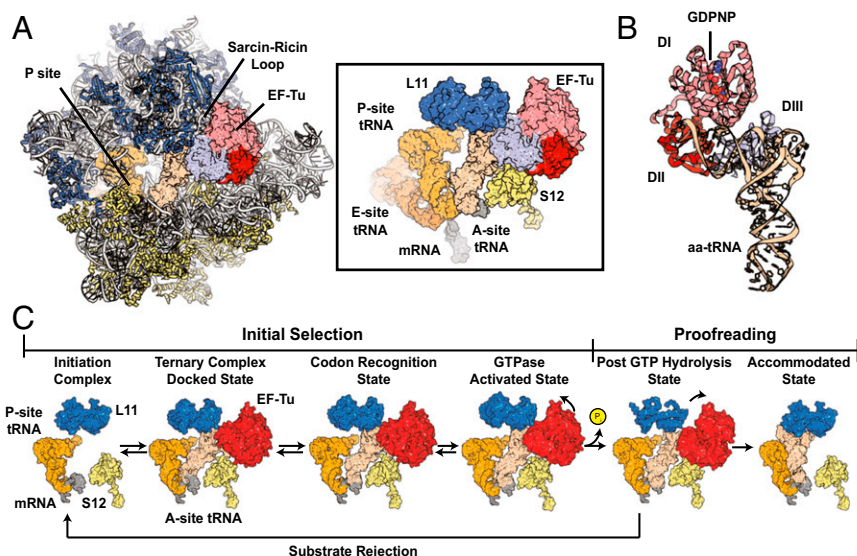 A
P site
Sarcin-Ricin
Loop
EF-Tu
L11
EF-Tu
P-site
tRNA
S12
E-site
tRNA
mRNA
A-site
tRNA
B
GDPNP
DI
DIII
DII
aa-tRNA
C
Initial Selection
Proofreading
Initiation
Complex
Ternary Complex
Docked State
Codon Recognition
State
GTPase
Activated State
Post GTP Hydrolysis
State
Accommodated
State
P-site
tRNA
L11
EF-Tu
Pi
mRNA
S12
A-site tRNA
Substrate Rejection